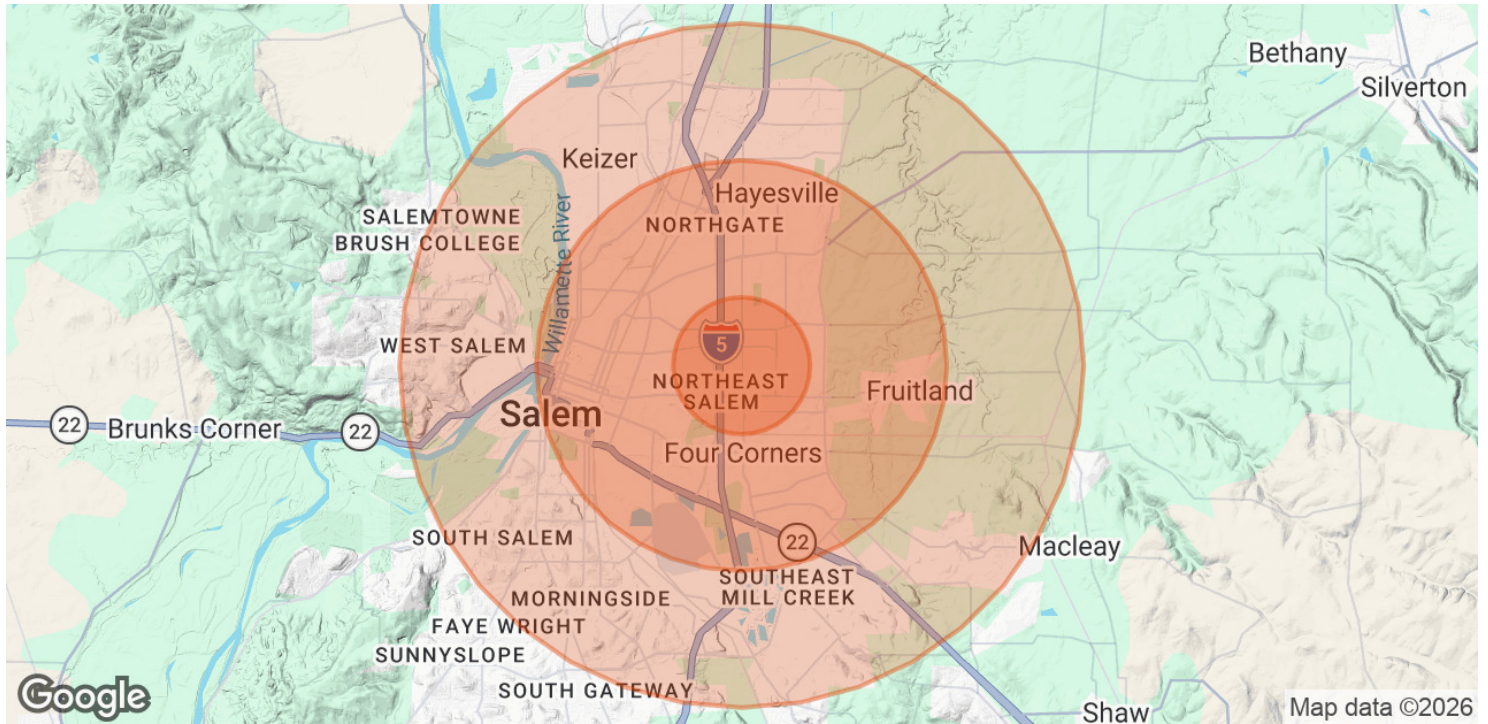 Bethany
Silverton
Keizer
Hayesville
SALEMTOWNE
BRUSH COLLEGE
NORTHGATE
Willamette River
5
WEST SALEM
NORTHEAST
SALEM
Fruitland
Salem
22
Brunks Corner
22
Four Corners
SOUTH SALEM
22
Macleay
SOUTHEAST
MILL CREEK
MORNINGSIDE
FAYE WRIGHT
SUNNYSLOPE
SOUTH GATEWAY
Google
Shaw
Map data ©2026